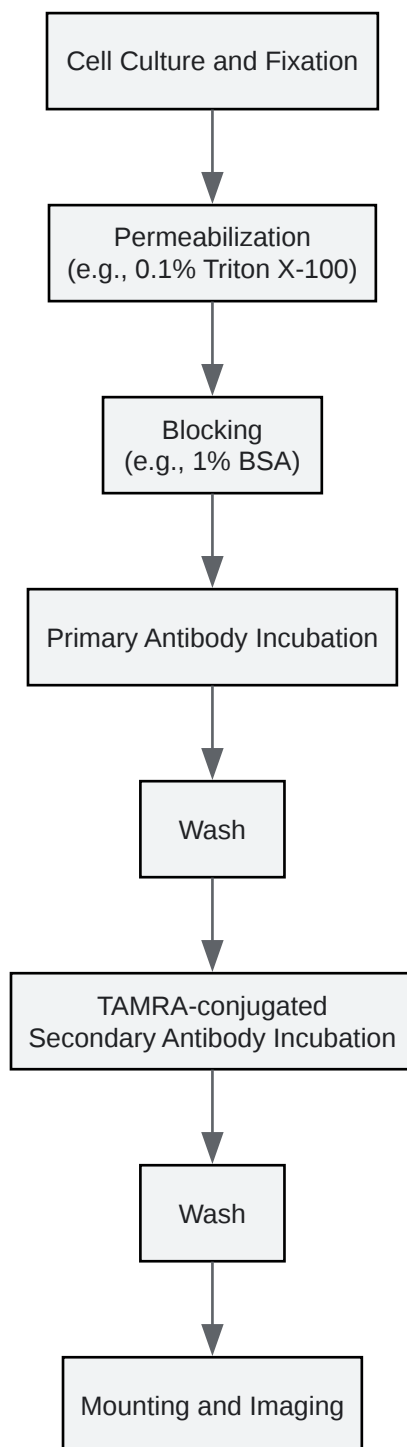 Cell Culture and Fixation
Permeabilization
(e.g., 0.1% Triton X-100)
Blocking
(e.g., 1% BSA)
Primary Antibody Incubation
Wash
TAMRA-conjugated
Secondary Antibody Incubation
Wash
Mounting and Imaging